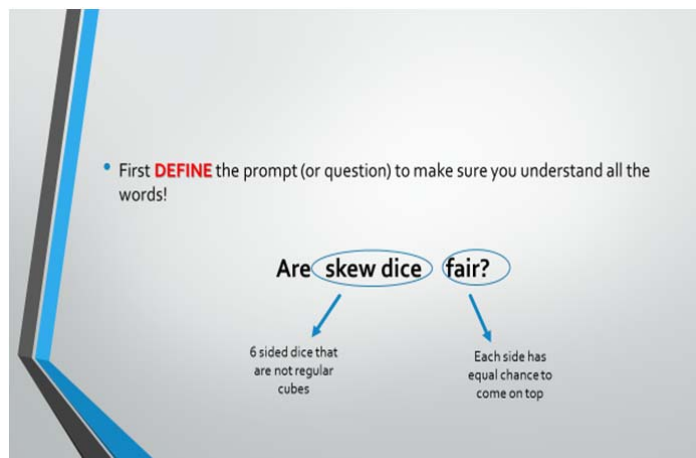 • First DEFINE the prompt (or question) to make sure you understand all the
words!
Are skew dice fair?
6 sided dice that
are not regular
cubes
Each side has
equal chance to
come on top